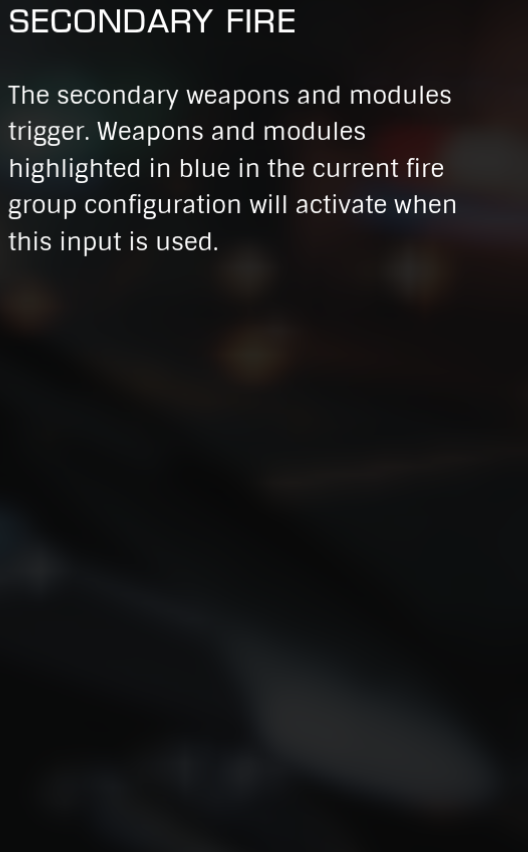 SECONDARY FIRE
The secondary weapons and modules
trigger. Weapons and modules
highlighted in blue in the current fire
group configuration will activate when
this input is used.